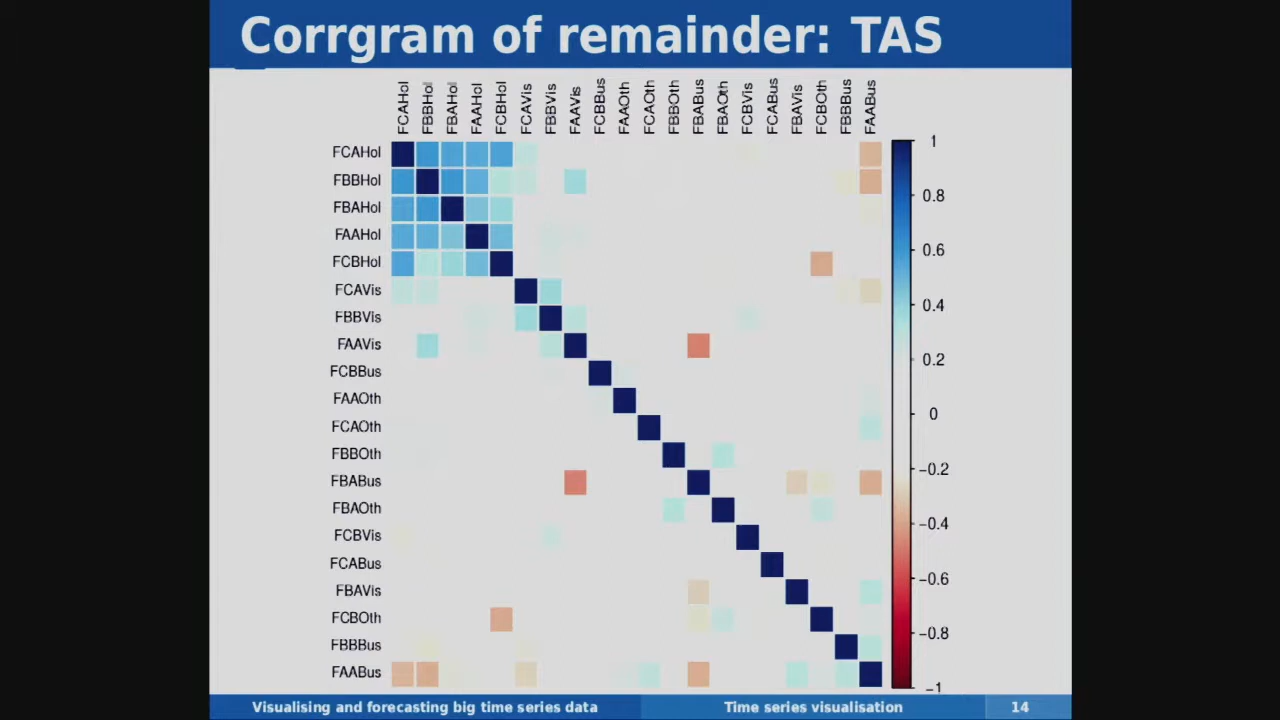 Corrgram of remainder: TAS
FCAHol FBBHol FBAHol FAAHol FCBHol FCAVis FBBVis FAAVis FCBBus FAAOth FCAOth FBBOth FBABus FBAOth FCBVis FCABus FBAVis FCBOth FBBBus FAABus
FCAHol
FBBHol
FBAHol
FAAHol
FCBHol
FCAVis
FBBVis
FAAVis
FCBBus
FAAOth
FCAOth
FBBOth
FBABus
FBAOth
FCBVis
FCABus
FBAVis
FCBOth
FBBBus
FAABus
1
0.8
0.6
0.4
0.2
0
−0.2
−0.4
−0.6
−0.8
−1
Visualising and forecasting big time series data
Time series visualisation
14